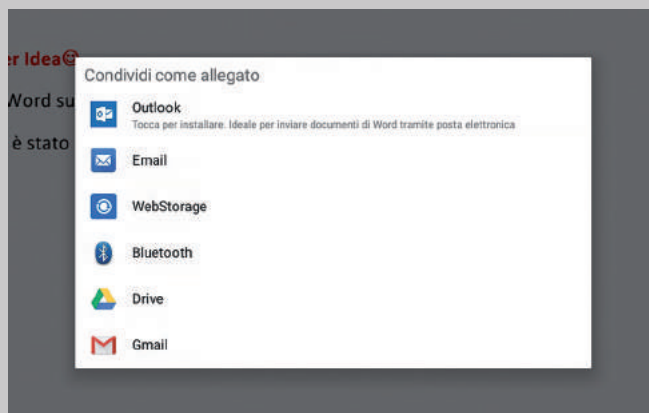 er Idea☺
Word su
è stato
Condividi come allegato
Outlook
Tocca per installare. Ideale per inviare documenti di Word tramite posta elettronica
Email
WebStorage
Bluetooth
Drive
Gmail